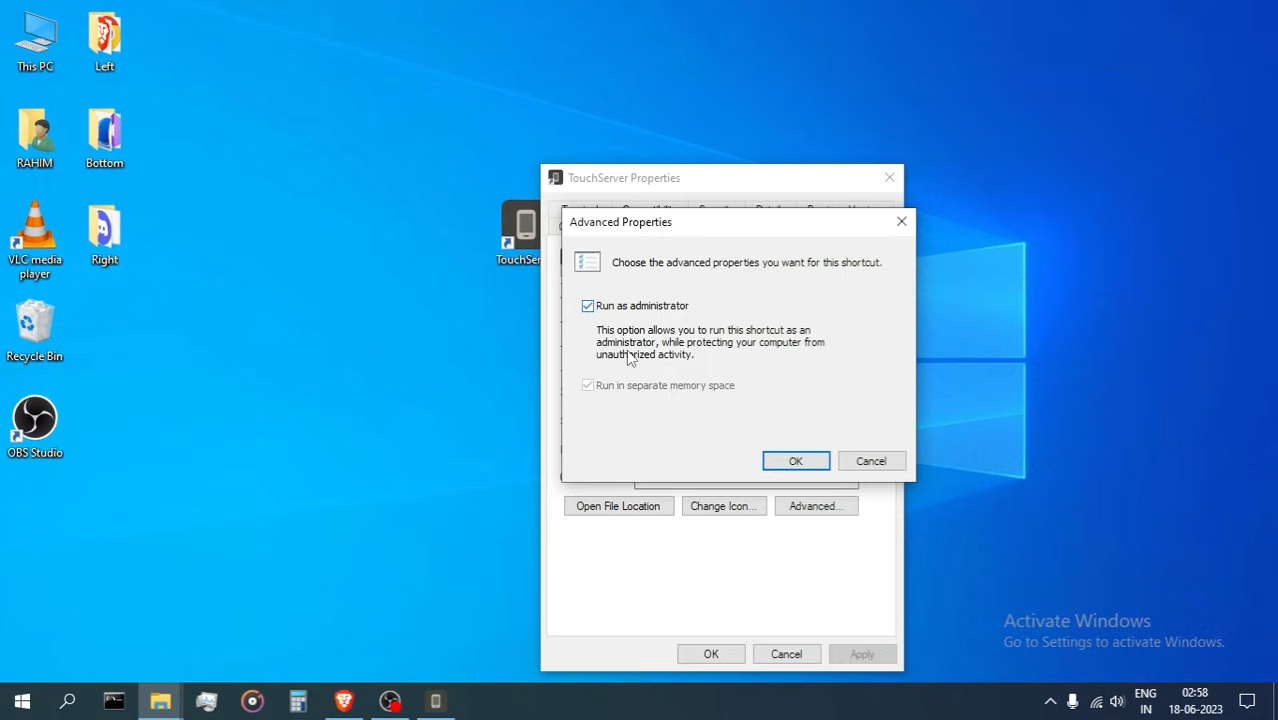 This PC
Left
RAHIM
Bottom
VLC media
player
Right
Recycle Bin
OBS Studio
TouchServer Properties
Advanced Properties
Choose the advanced properties you want for this shortcut.
Run as administrator
This option allows you to run this shortcut as an
administrator, while protecting your computer from
unauthorized activity.
Run in separate memory space
OK
Cancel
Open File Location
Change Icon...
Advanced...
OK
Cancel
Apply
Activate Windows
Go to Settings to activate Windows.
ENG
IN
02:58
18-06-2023